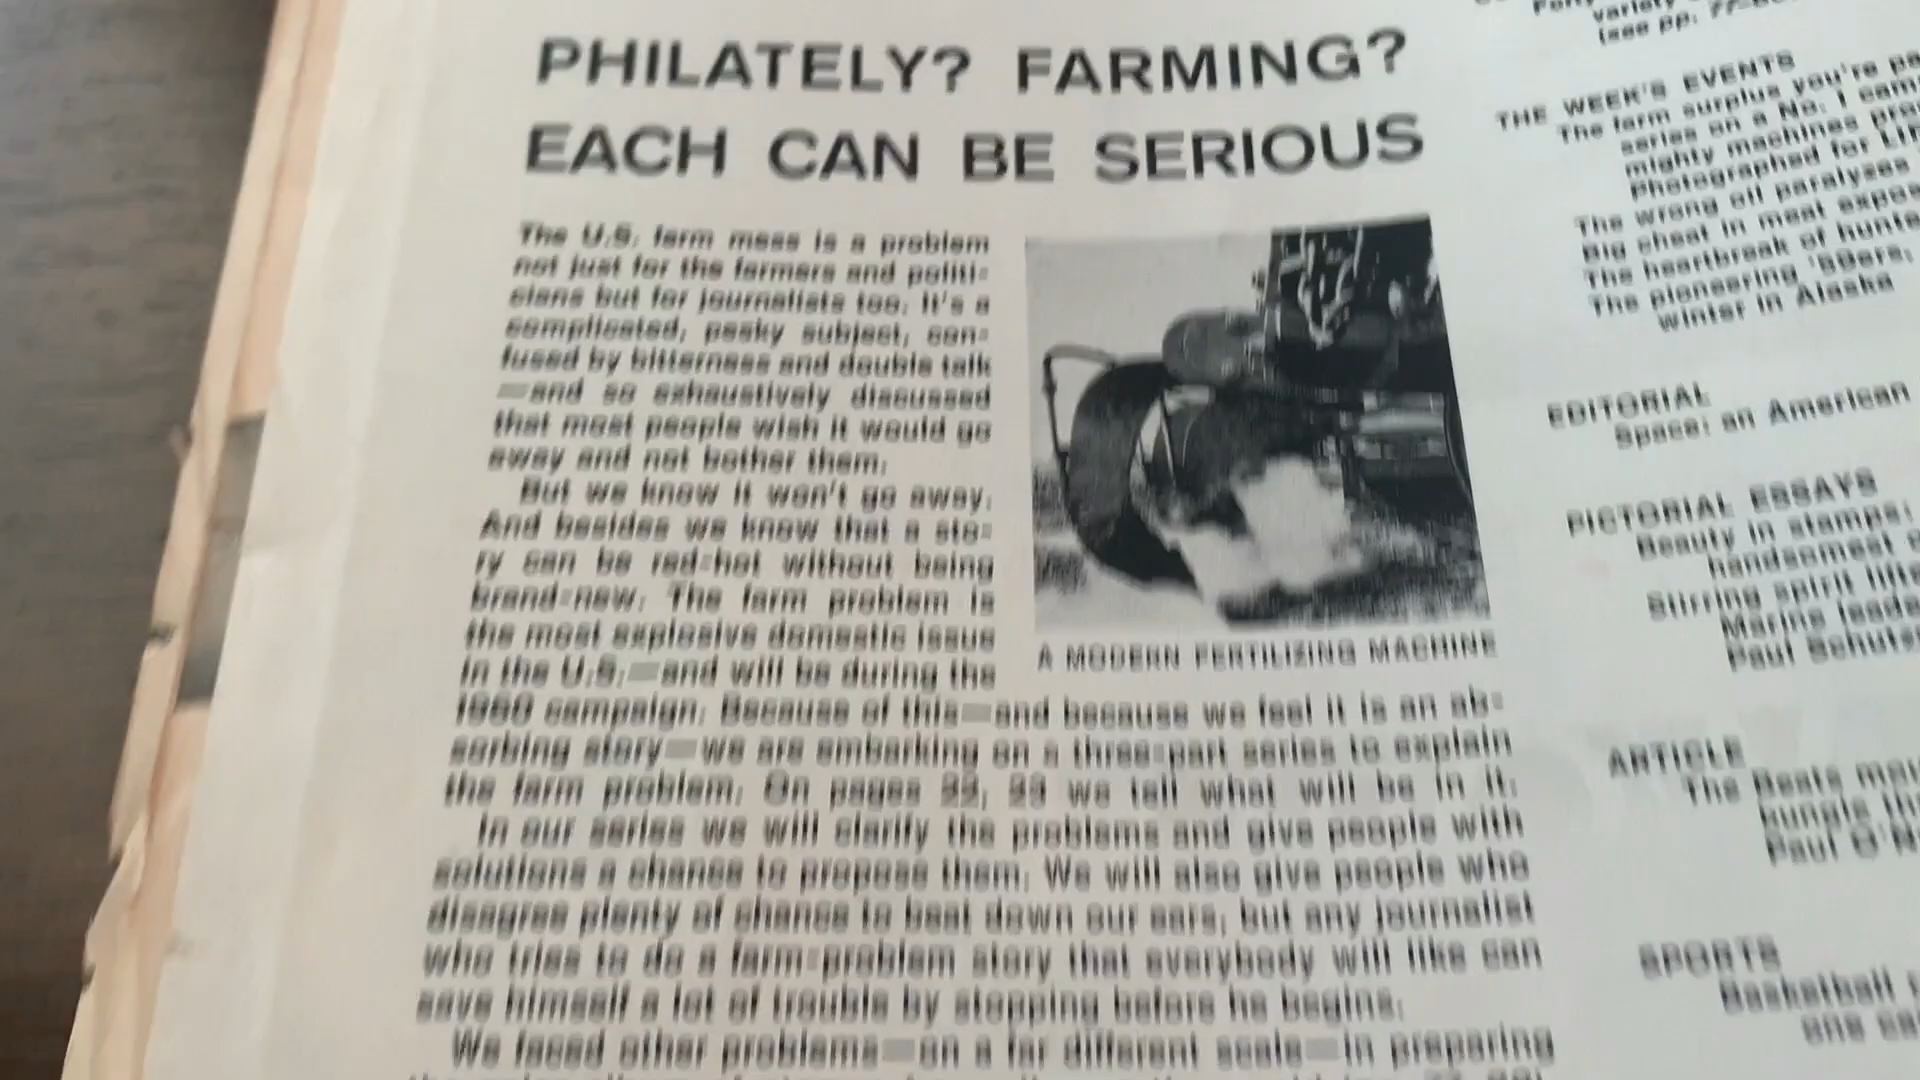 PHILATELY? FARMING?
EACH CAN BE SERIOUS
The U.S. farm mess is a problem
not just for the farmers and politi-
cians but for journalists too. It's a
complicated, pesky subject, con-
fused by bitterness and double talk
—and so exhaustively discussed
that most people wish it would go
away and not bother them.
But we know it won't go away.
And besides we know that a sto-
ry can be red-hot without being
brand-new. The farm problem is
the most explosive domestic issue
in the U.S.—and will be during the
1960 campaign. Because of this—and because we feel it is an ab-
sorbing story—we are embarking on a three-part series to explain
the farm problem. On pages 22, 23 we tell what will be in it.
In our series we will clarify the problems and give people with
solutions a chance to propose them. We will also give people who
disagree plenty of chance to beat down our ears, but any journalist
who tries to do a farm-problem story that everybody will like can
save himself a lot of trouble by stopping before he begins.
We faced other problems—on a far different scale—in preparing
A MODERN FERTILIZING MACHINE
variety
(see pp.
THE WEEK'S EVENTS
The farm surplus you're
series on a No. 1
mighty machines
Photographed for
The wrong oil paralyzes
Big cheat in meat
The heartbreak of
The pioneering '59ers:
winter in Alaska
EDITORIAL
Space: an American
PICTORIAL ESSAYS
Beauty in stamps:
handsomest
Stirring spirit
Marine
Paul
ARTICLE
The Beats
bungle
Paul
SPORTS
Basketball
one